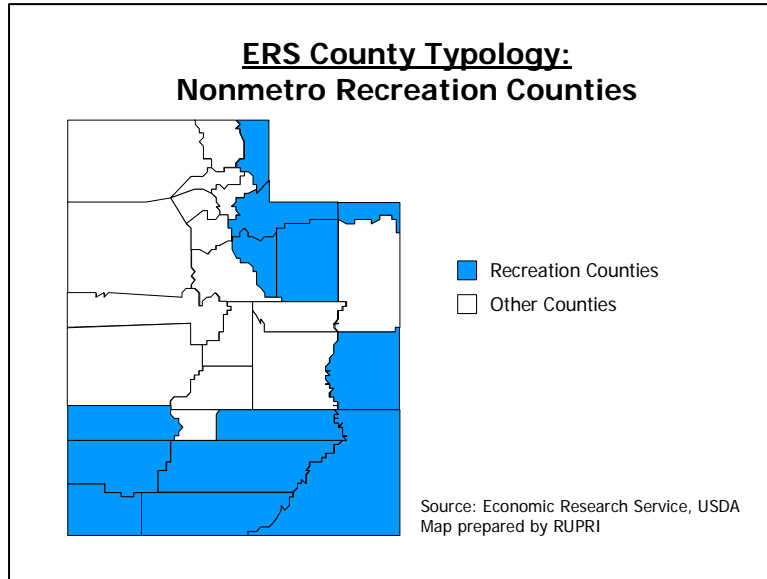 ERS County Typology:
Nonmetro Recreation Counties
Recreation Counties
Other Counties
Source: Economic Research Service, USDA
Map prepared by RUPRI